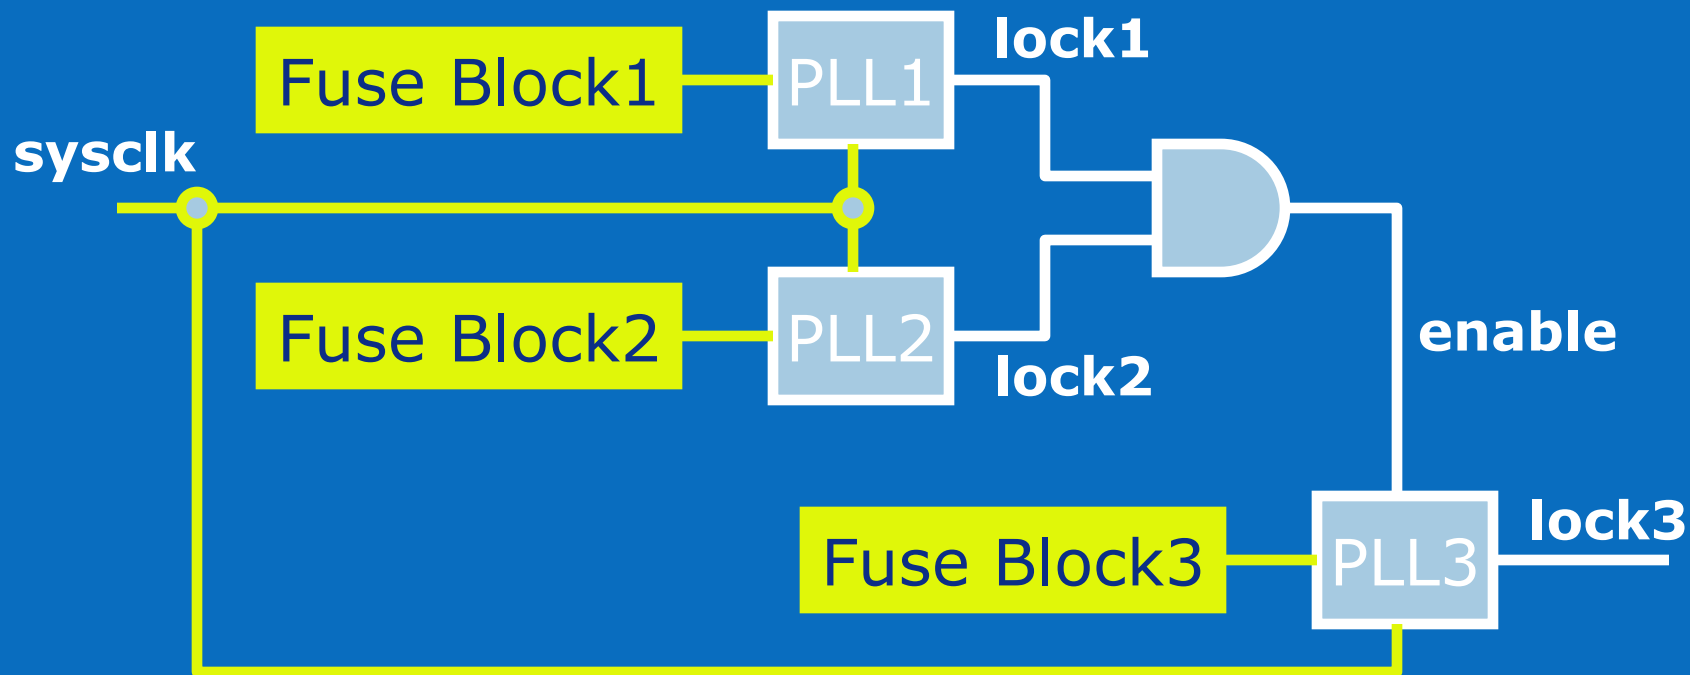 lock1
Fuse Block1
PLL1
sysclk
Fuse Block2
PLL2
lock2
enable
Fuse Block3
PLL3
lock3